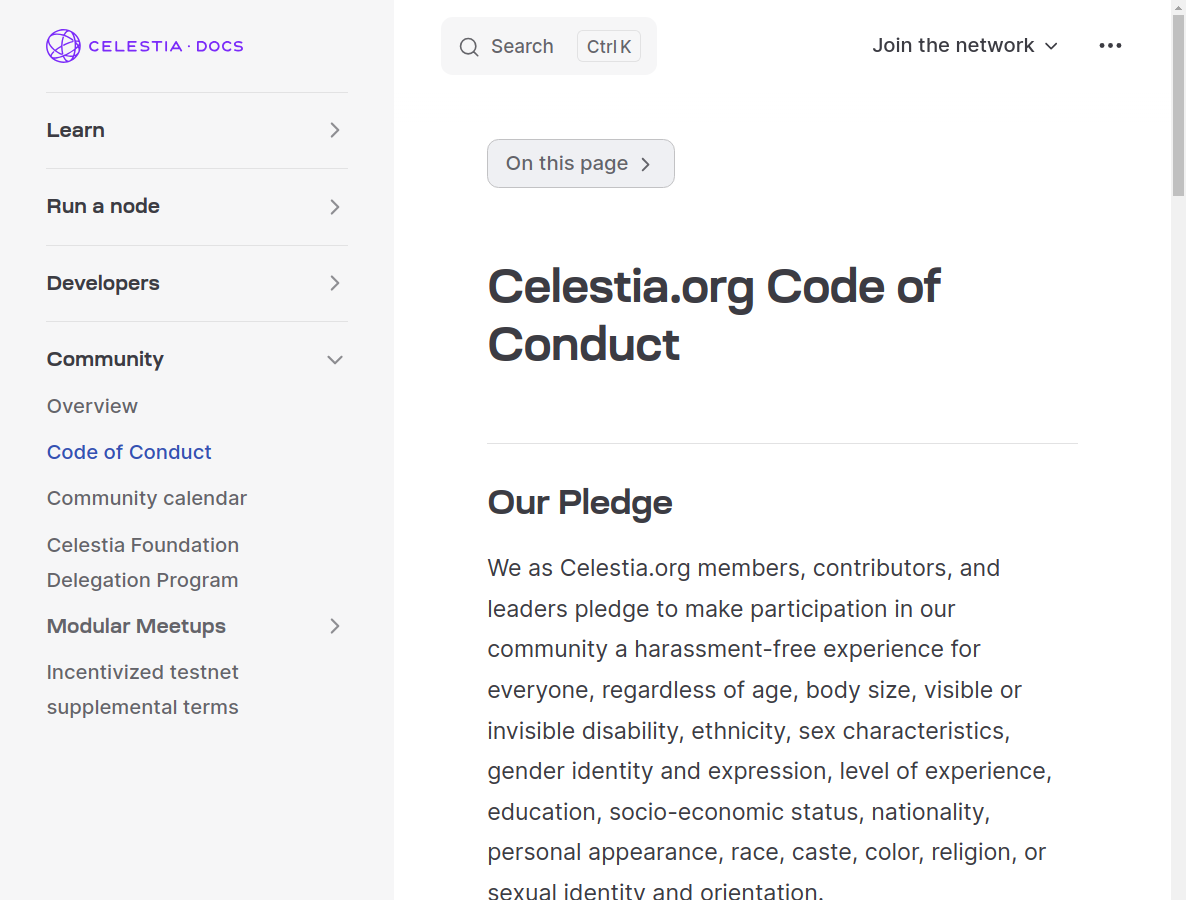 CELESTIA · DOCS
Search
Ctrl K
Join the network
Learn
Run a node
Developers
Community
Overview
Code of Conduct
Community calendar
Celestia Foundation
Delegation Program
Modular Meetups
Incentivized testnet
supplemental terms
On this page
Celestia.org Code of
Conduct
Our Pledge
We as Celestia.org members, contributors, and
leaders pledge to make participation in our
community a harassment-free experience for
everyone, regardless of age, body size, visible or
invisible disability, ethnicity, sex characteristics,
gender identity and expression, level of experience,
education, socio-economic status, nationality,
personal appearance, race, caste, color, religion, or
sexual identity and orientation.